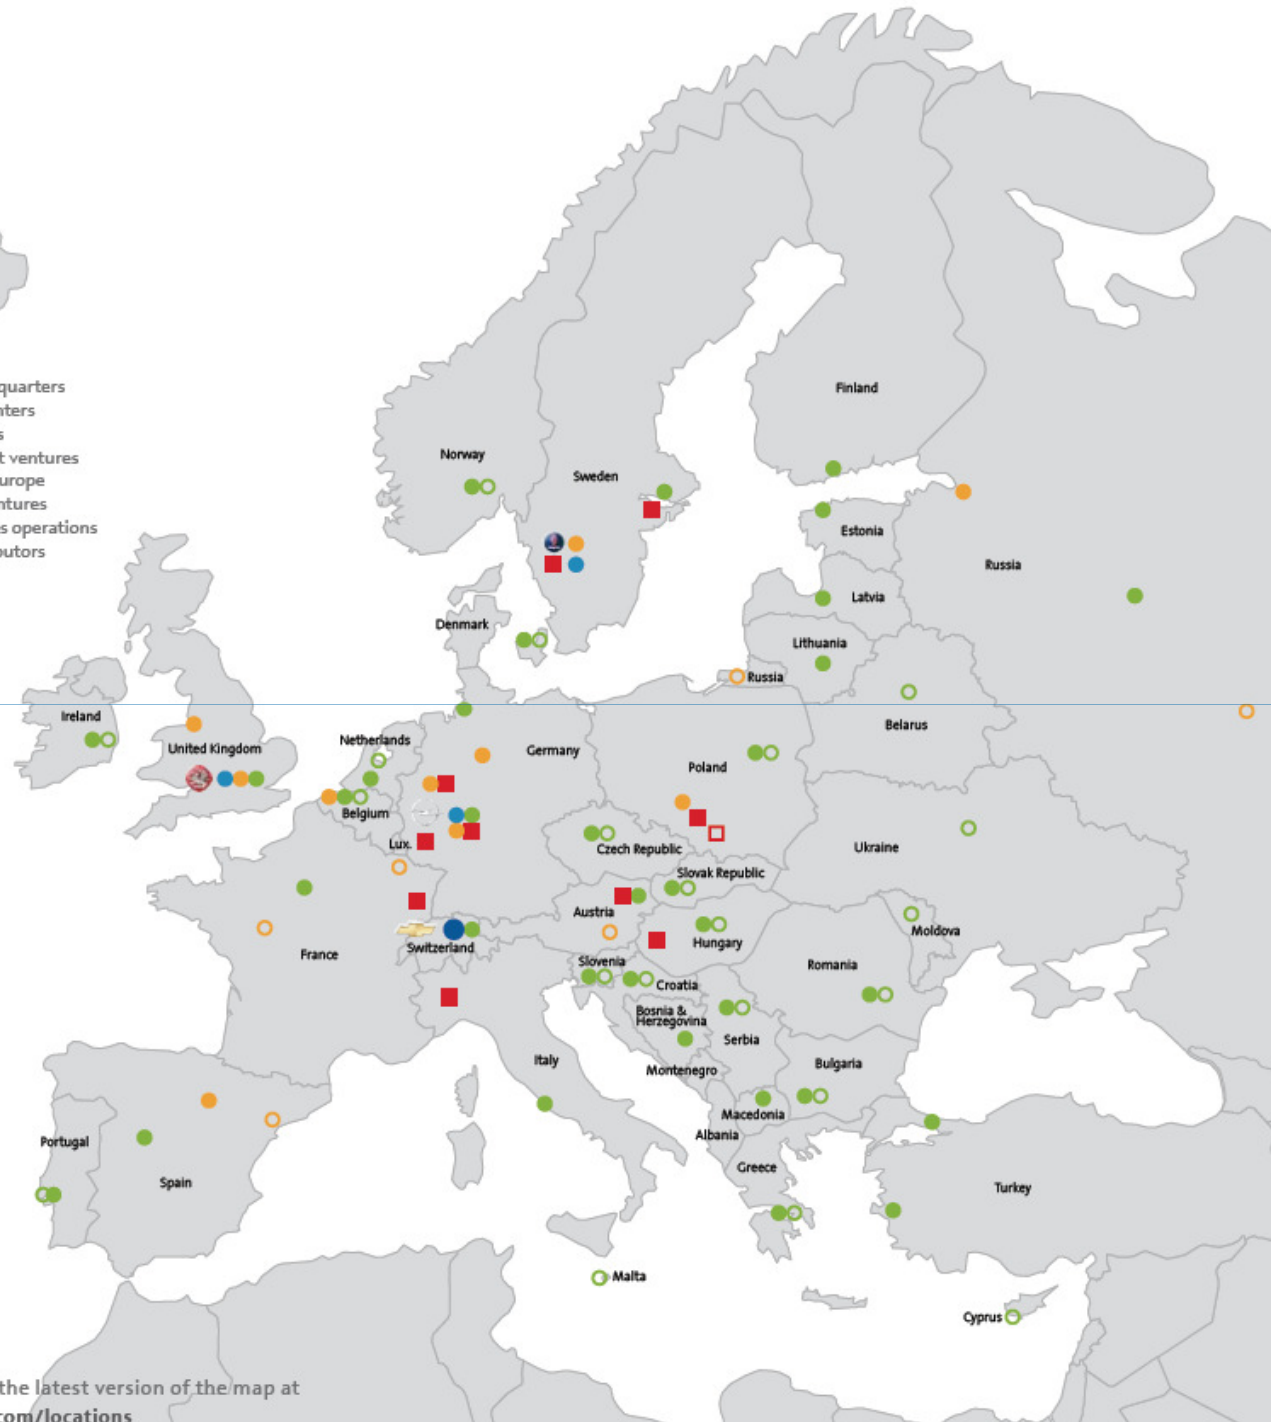 quarters
nters
s
t ventures
urope
ntures
s operations
butors
Finland
Norway
Sweden
Estonia
Russia
Latvia
Denmark
Lithuania
Russia
Ireland
Belarus
Netherlands
United Kingdom
Germany
Poland
Belgium
Lux.
Czech Republic
Ukraine
Slovak Republic
Austria
Moldova
Hungary
Switzerland
France
Slovenia
Romania
Croatia
Bosnia &
Herzegovina
Serbia
Italy
Bulgaria
Montenegro
Macedonia
Albania
Portugal
Greece
Spain
Turkey
Malta
Cyprus
the latest version of the map at
com/locations